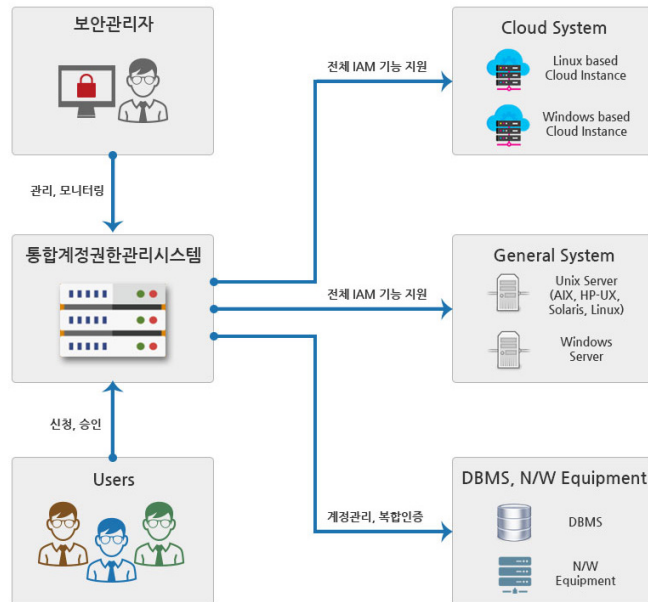 보안관리자
관리, 모니터링
통합계정권한관리시스템
신청, 승인
Users
전체 IAM 기능 지원
Cloud System
Linux based
Cloud Instance
Windows based
Cloud Instance
전체 IAM 기능 지원
General System
Unix Server
(AIX, HP-UX,
Solaris, Linux)
Windows
Server
계정관리, 복합인증
DBMS, N/W Equipment
DBMS
N/W
Equipment